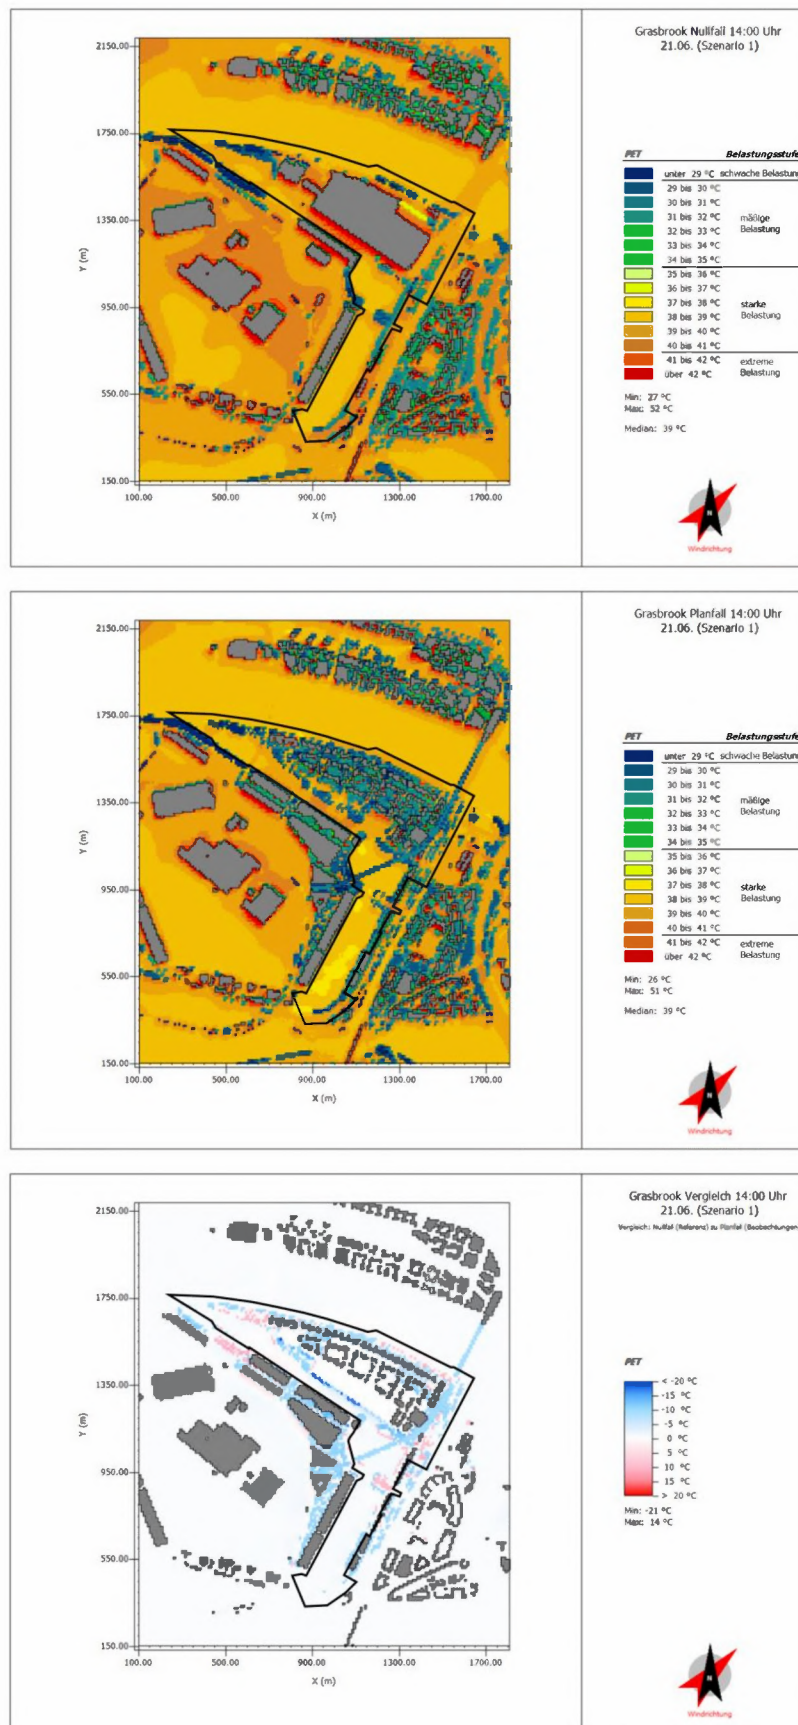 Grasbrook Nullfall 14:00 Uhr
21.06. (Szenario 1)
2150.00
1750.00
1350.00
950.00
550.00
150.00
Y (m)
100.00 500.00 900.00 1300.00 1700.00
X (m)
PET Belastungsstufe
unter 29 °C schwache Belastung
29 bis 30 °C
30 bis 31 °C
31 bis 32 °C mäßige
32 bis 33 °C Belastung
33 bis 34 °C
34 bis 35 °C
35 bis 36 °C
36 bis 37 °C
37 bis 38 °C starke
38 bis 39 °C Belastung
39 bis 40 °C
40 bis 41 °C
41 bis 42 °C extreme
über 42 °C Belastung
Min: 27 °C
Max: 52 °C
Median: 39 °C
N
Windrichtung
Grasbrook Planfall 14:00 Uhr
21.06. (Szenario 1)
2150.00
1750.00
1350.00
950.00
550.00
150.00
Y (m)
100.00 500.00 900.00 1300.00 1700.00
X (m)
PET Belastungsstufe
unter 29 °C schwache Belastung
29 bis 30 °C
30 bis 31 °C
31 bis 32 °C mäßige
32 bis 33 °C Belastung
33 bis 34 °C
34 bis 35 °C
35 bis 36 °C
36 bis 37 °C
37 bis 38 °C starke
38 bis 39 °C Belastung
39 bis 40 °C
40 bis 41 °C
41 bis 42 °C extreme
über 42 °C Belastung
Min: 26 °C
Max: 51 °C
Median: 39 °C
N
Windrichtung
Grasbrook Vergleich 14:00 Uhr
21.06. (Szenario 1)
Vergleich: Nullfall (Referenz) zu Planfall (Beobachtungen
2150.00
1750.00
1350.00
950.00
550.00
150.00
Y (m)
100.00 500.00 900.00 1300.00 1700.00
X (m)
PET
< -20 °C
-15 °C
-10 °C
-5 °C
0 °C
5 °C
10 °C
15 °C
> 20 °C
Min: -21 °C
Max: 14 °C
N
Windrichtung